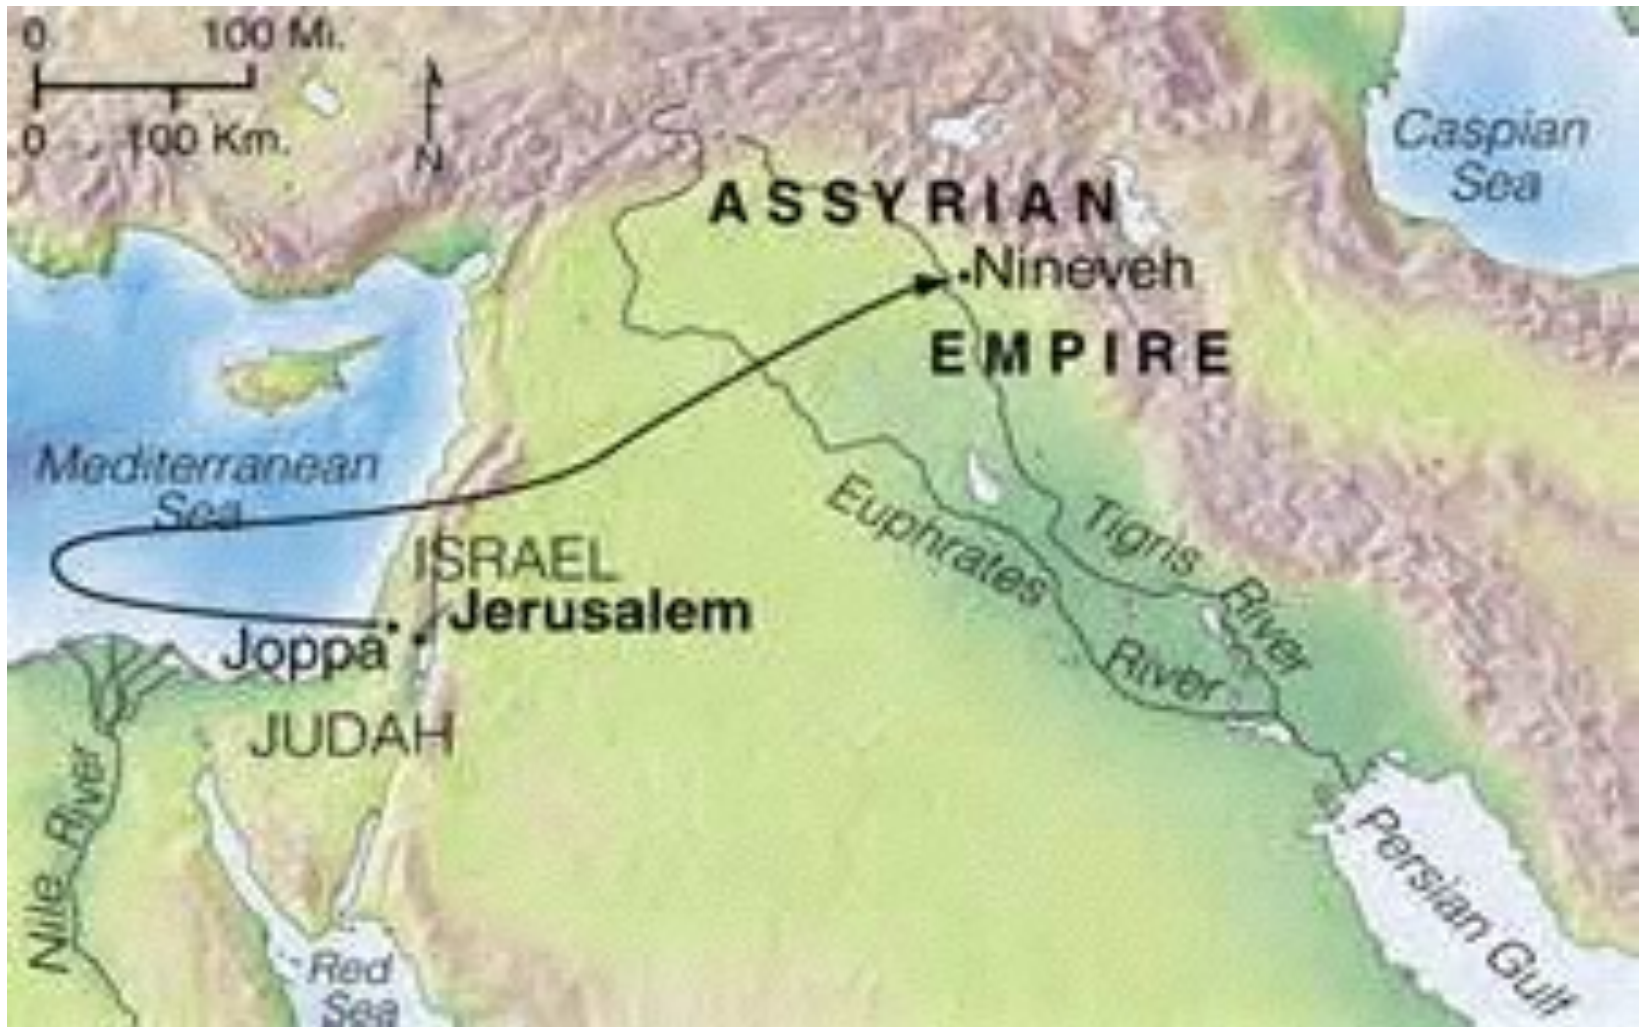 0 100 Mi.
0 100 Km.
N
Caspian
Sea
ASSYRIAN
Nineveh
EMPIRE
Mediterranean
Sea
Euphrates
River
Tigris
River
ISRAEL
Jerusalem
Joppa
JUDAH
Nile River
Red
Sea
Persian Gulf